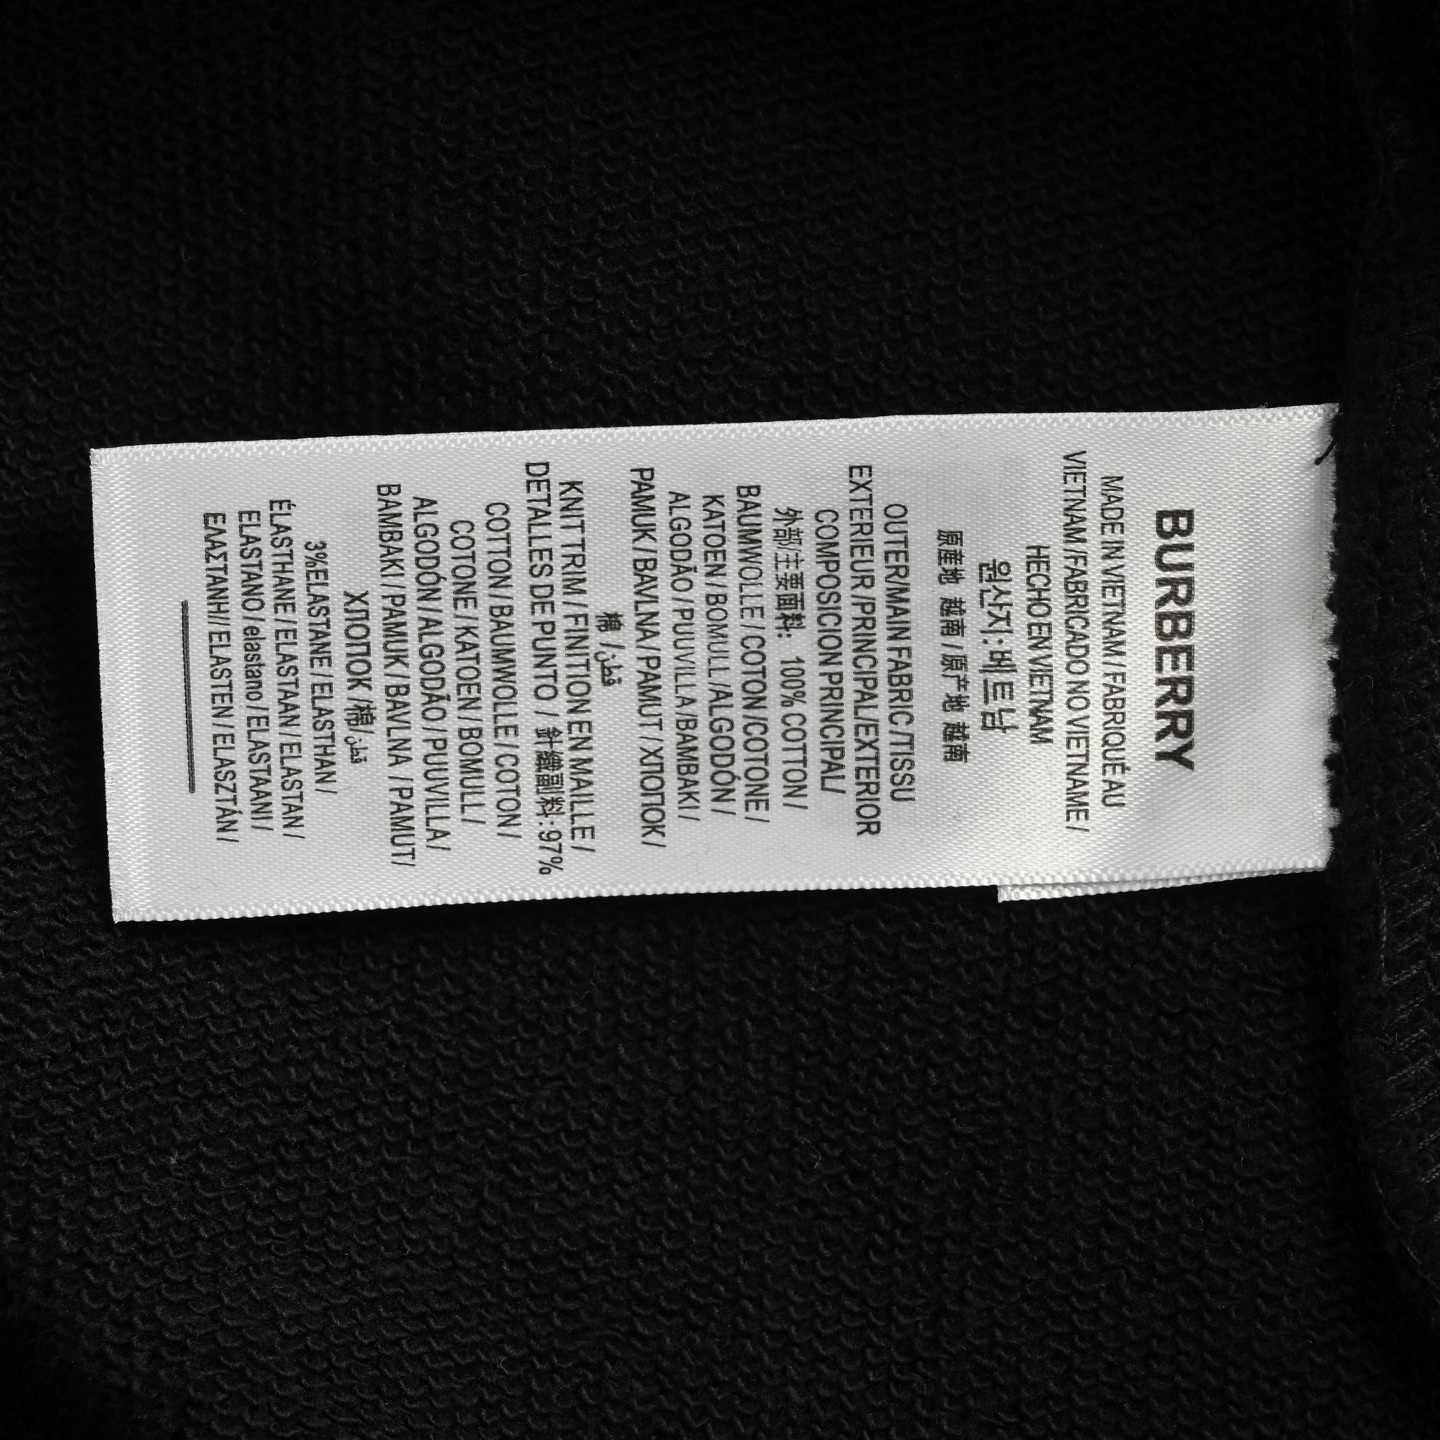 BURBERRY
MADE IN VIETNAM / FABRIQUÉ AU
VIETNAM /FABRICADO NO VIETNAME /
HECHO EN VIETNAM
원산지: 베트남
原産地 越南 / 原产地 越南
OUTER/MAIN FABRIC /TISSU
EXTERIEUR /PRINCIPAL/EXTERIOR
COMPOSICION PRINCIPAL/
外部/主要面料: 100% COTTON /
BAUMWOLLE / COTON /COTONE /
KATOEN / BOMULL /ALGODÓN /
ALGODÃO / PUUVILLA /BAMBAKI /
PAMUK / BAVLNA / PAMUT / ХЛОПОК /
棉 /قطن
KNIT TRIM / FINITION EN MAILLE /
DETALLES DE PUNTO / 針織副料: 97%
COTTON / BAUMWOLLE / COTON /
COTONE / KATOEN / BOMULL /
ALGODÓN / ALGODÃO / PUUVILLA /
BAMBAKI / PAMUK / BAVLNA / PAMUT/
ХПОПОК /棉/قطن
3%ELASTANE / ELASTHAN /
ÉLASTHANE / ELASTAAN / ELASTAN /
ELASTANO / elastano / ELASTAANI /
ΕΛΑΣΤΑΝΗ// ELASTEN / ELASZTÁN /